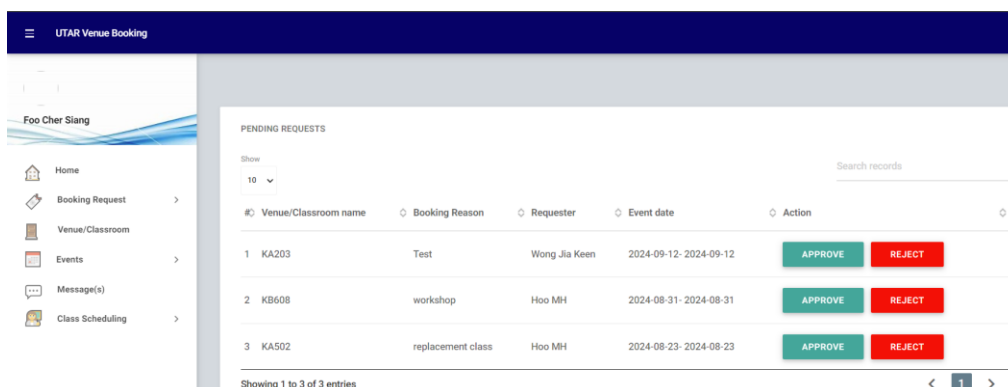 UTAR Venue Booking
Foo Cher Siang
Home
Booking Request
Venue/Classroom
Events
Message(s)
Class Scheduling
PENDING REQUESTS
Show
10
Search records
# Venue/Classroom name Booking Reason Requester Event date Action
1 KA203 Test Wong Jia Keen 2024-09-12- 2024-09-12 APPROVE REJECT
2 KB608 workshop Hoo MH 2024-08-31- 2024-08-31 APPROVE REJECT
3 KA502 replacement class Hoo MH 2024-08-23- 2024-08-23 APPROVE REJECT
Showing 1 to 3 of 3 entries
1